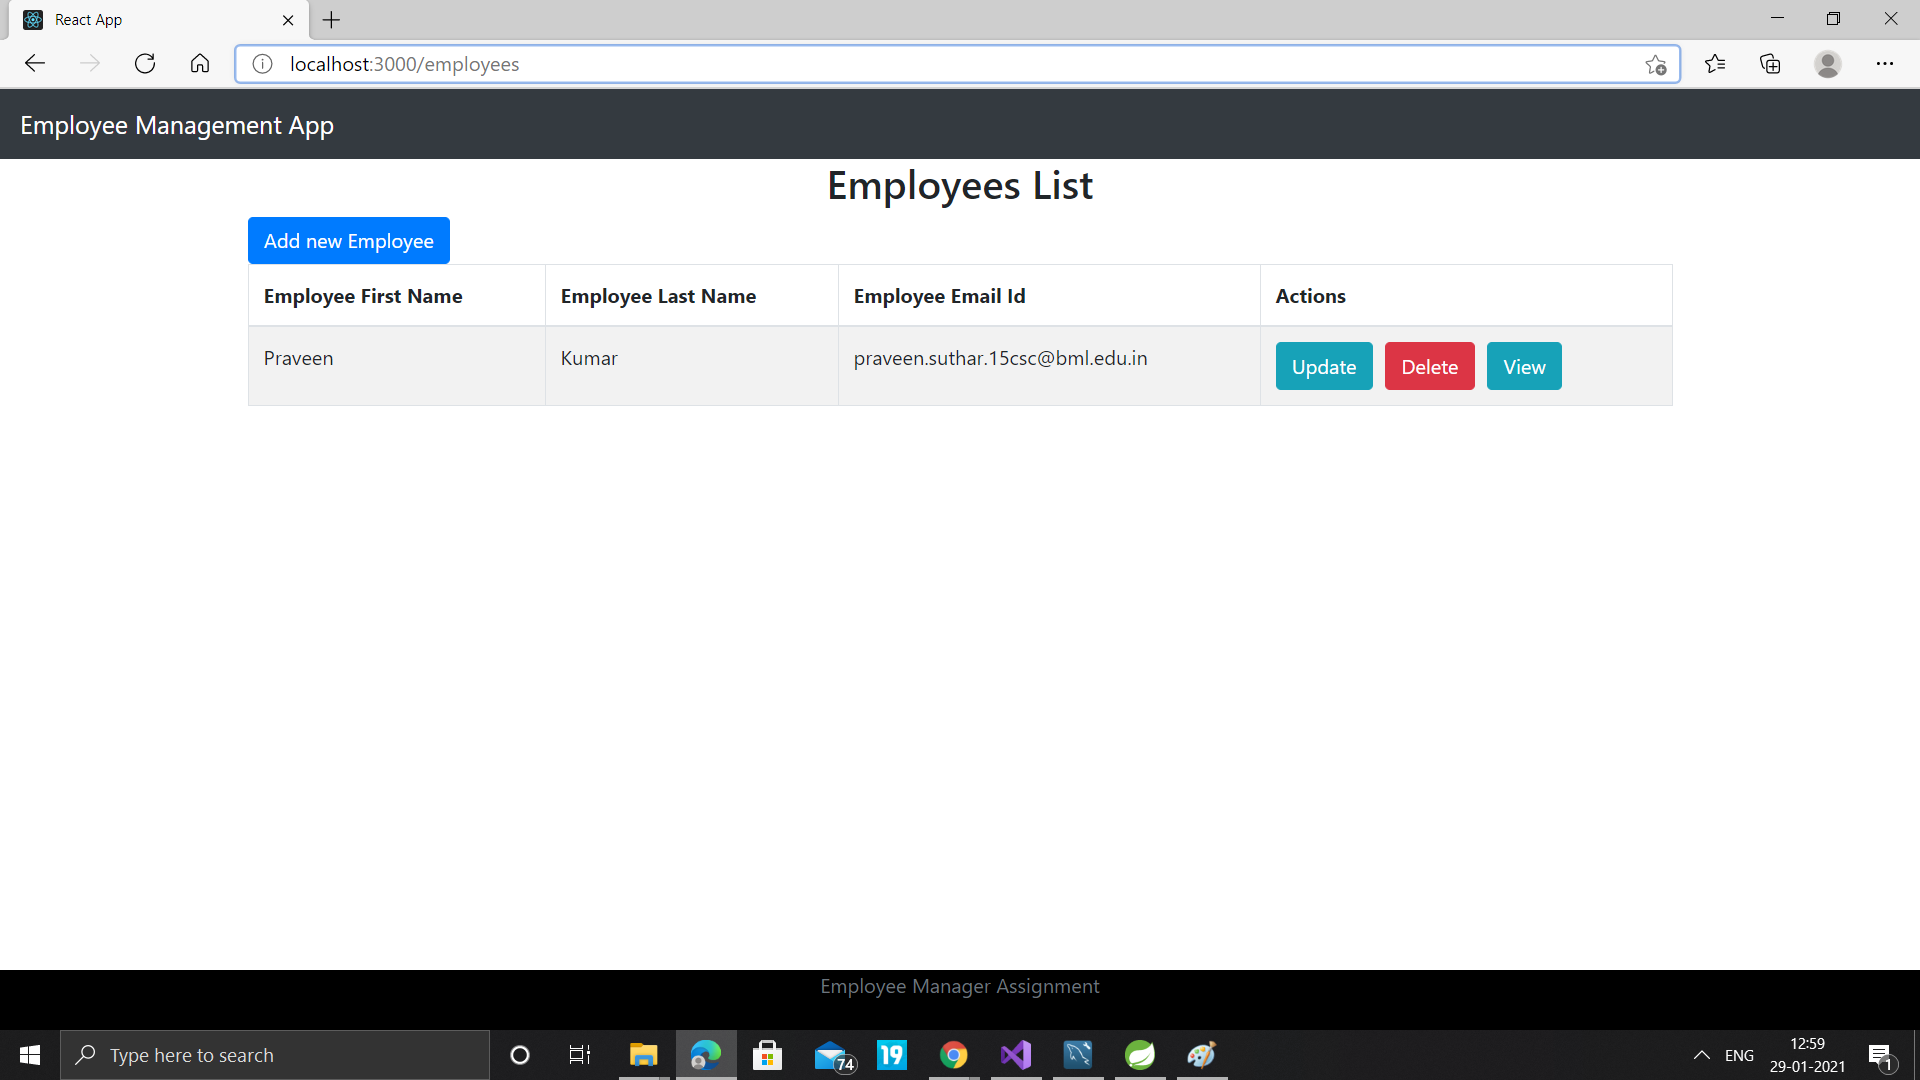 React App
localhost:3000/employees
Employee Management App
Employees List
Add new Employee
Employee First Name Employee Last Name Employee Email Id Actions
Praveen Kumar praveen.suthar.15csc@bml.edu.in Update Delete View
Employee Manager Assignment
Type here to search 74 19 ENG 12:59
29-01-2021 1